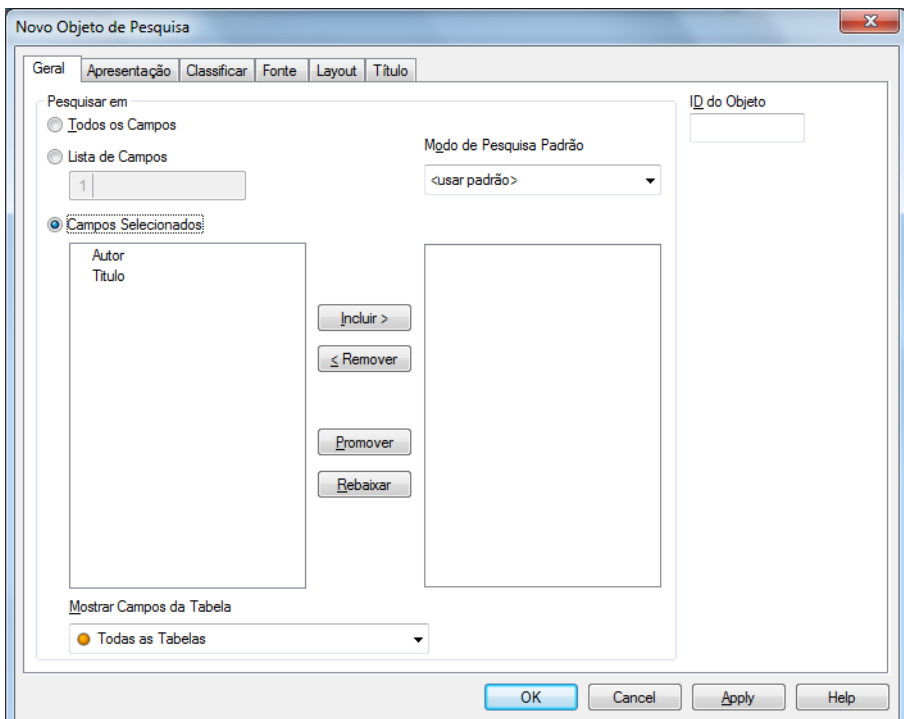 Novo Objeto de Pesquisa
X
Geral Apresentação Classificar Fonte Layout Título
Pesquisar em
Todos os Campos
Lista de Campos
1
Campos Selecionados
Autor
Titulo
Incluir >
< Remover
Promover
Rebaixar
Modo de Pesquisa Padrão
<usar padrão>
ID do Objeto
Mostrar Campos da Tabela
Todas as Tabelas
OK Cancel Apply Help